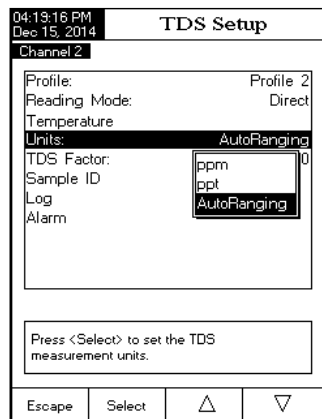 04:19:16 PM
Dec 15, 2014
TDS Setup
Channel 2
Profile: Profile 2
Reading Mode: Direct
Temperature
Units: AutoRanging
TDS Factor: 0
ppm
Sample ID
ppt
Log
AutoRanging
Alarm
Press <Select> to set the TDS
measurement units.
Escape Select △ ▽